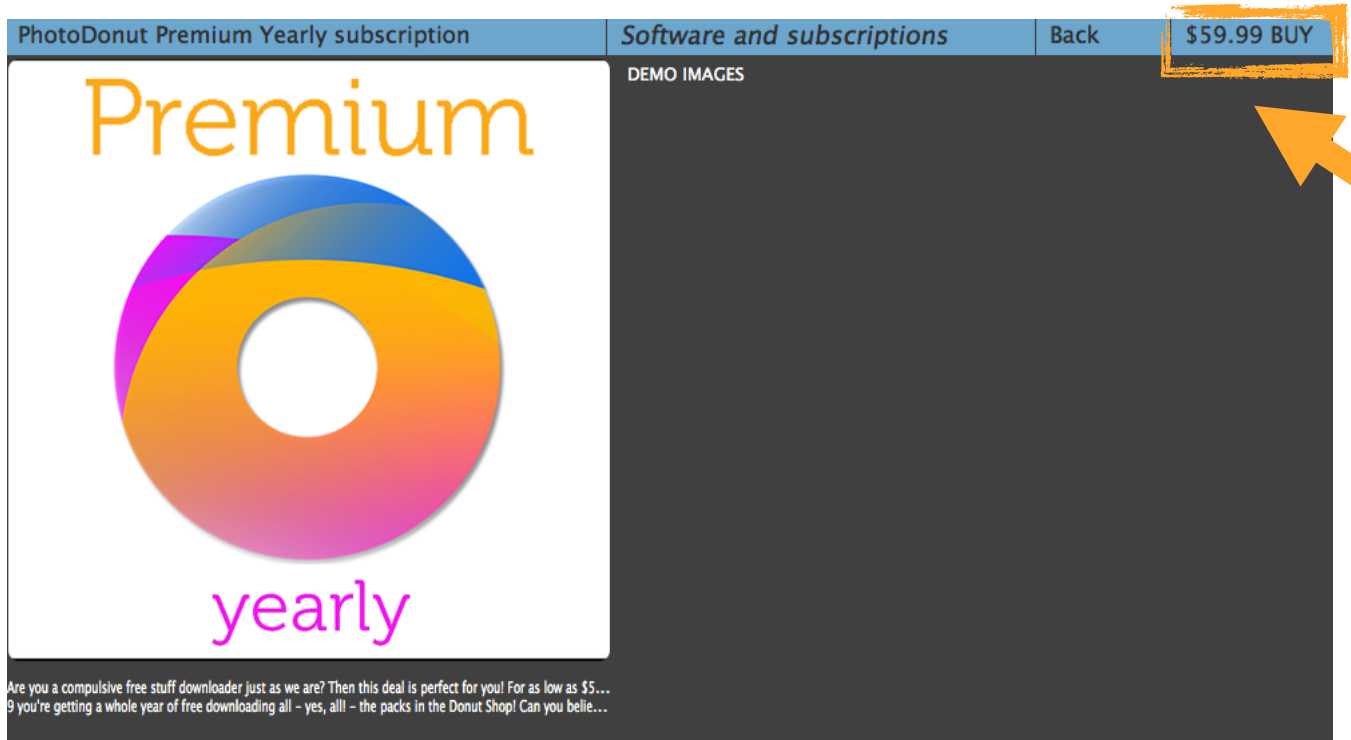 PhotoDonut Premium Yearly subscription
Software and subscriptions
Back
$59.99 BUY
Premium
yearly
DEMO IMAGES
Are you a compulsive free stuff downloader just as we are? Then this deal is perfect for you! For as low as $5...
9 you're getting a whole year of free downloading all – yes, all! – the packs in the Donut Shop! Can you belie...